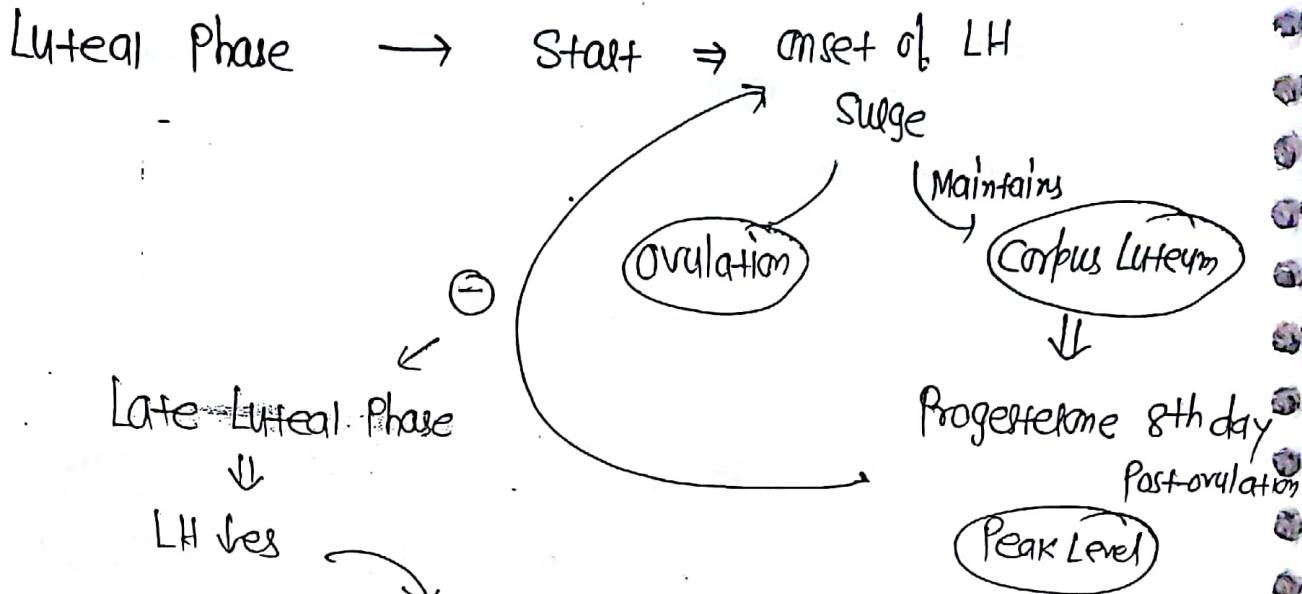 Luteal Phase → Start ⇒ onset of LH
surge
Maintains
Ovulation
Corpus Luteum
⊖
Late-Luteal Phase
Progesterone 8th day
Post-ovulation
LH ↓es
Peak Level